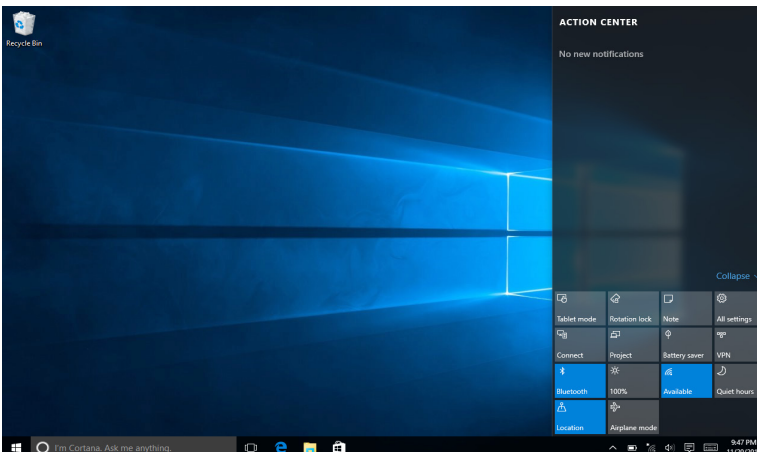 Recycle Bin
ACTION CENTER
No new notifications
Collapse
Tablet mode
Rotation lock
Note
All settings
Connect
Project
Battery saver
VPN
Bluetooth
100%
Available
Quiet hours
Location
Airplane mode
I'm Cortana. Ask me anything.
9:47 PM